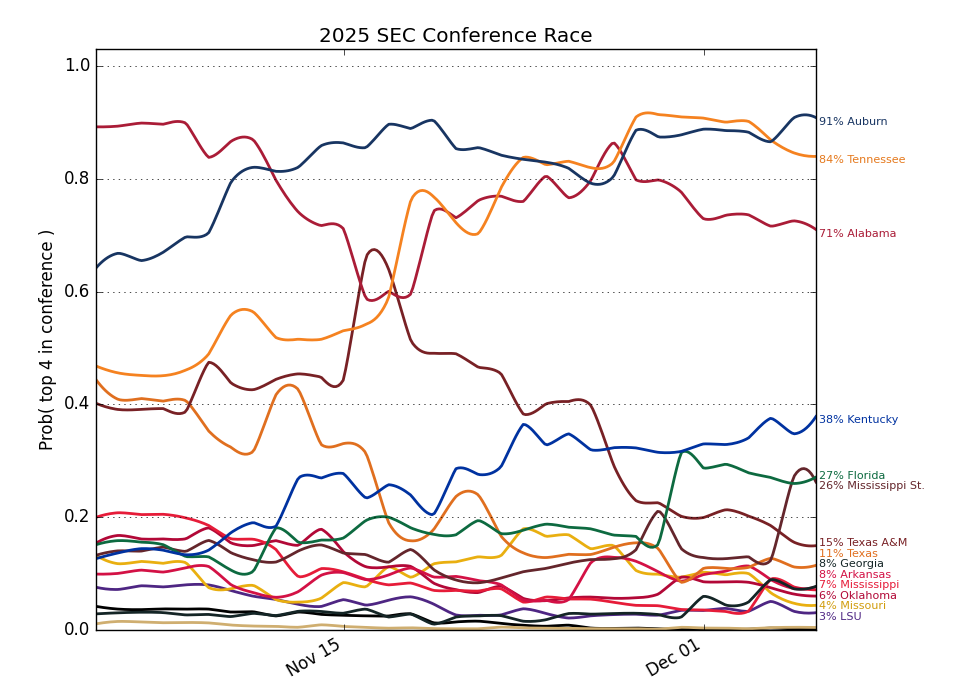 2025 SEC Conference Race
Prob( top 4 in conference )
1.0
0.8
0.6
0.4
0.2
0.0
Nov 15
Dec 01
91% Auburn
84% Tennessee
71% Alabama
38% Kentucky
27% Florida
26% Mississippi St.
15% Texas A&M
11% Texas
8% Georgia
8% Arkansas
7% Mississippi
6% Oklahoma
4% Missouri
3% LSU